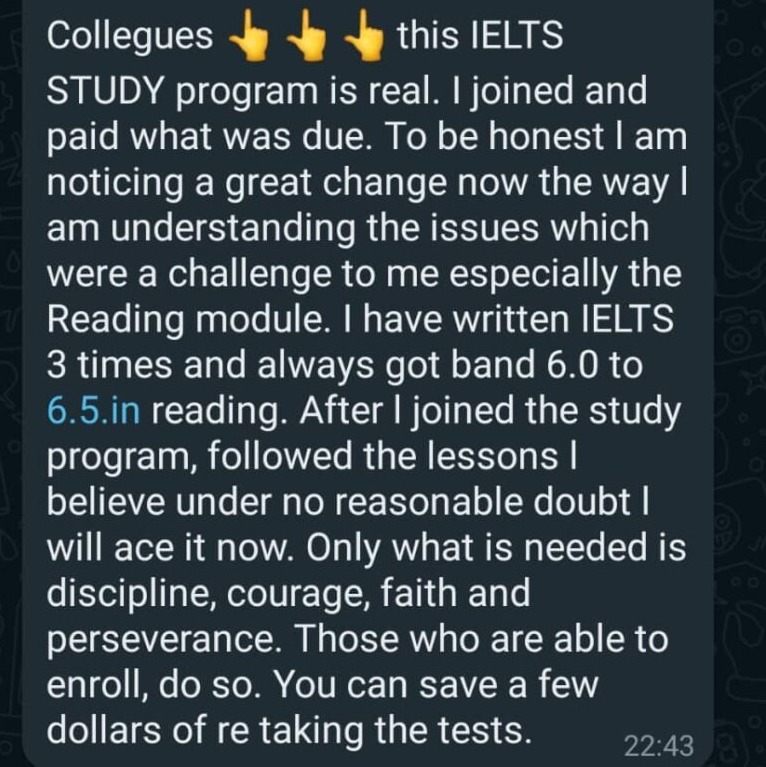 Collegues 👆👆👆 this IELTS
STUDY program is real. I joined and
paid what was due. To be honest I am
noticing a great change now the way I
am understanding the issues which
were a challenge to me especially the
Reading module. I have written IELTS
3 times and always got band 6.0 to
6.5.in reading. After I joined the study
program, followed the lessons I
believe under no reasonable doubt I
will ace it now. Only what is needed is
discipline, courage, faith and
perseverance. Those who are able to
enroll, do so. You can save a few
dollars of re taking the tests.
22:43